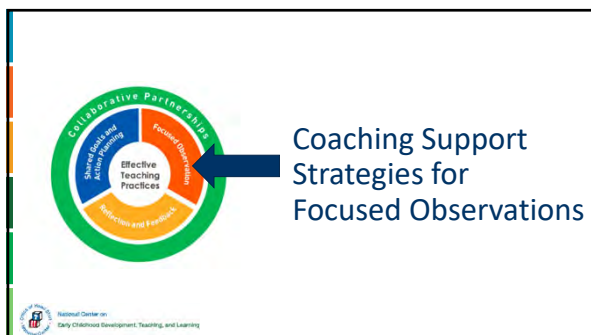 Collaborative Partnerships
Shared Goals and
Action Planning
Focused Observation
Effective
Teaching
Practices
Reflection and Feedback
Coaching Support
Strategies for
Focused Observations
National Center on
Early Childhood Development, Teaching, and Learning